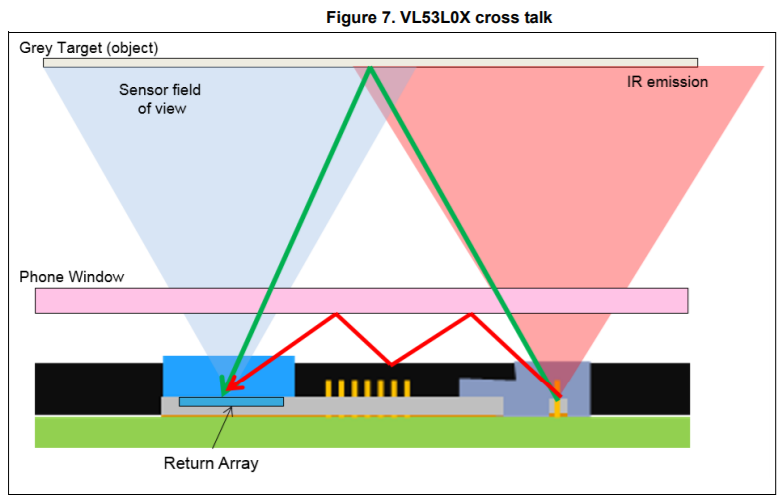 Figure 7. VL53L0X cross talk
Grey Target (object)
Sensor field
of view
IR emission
Phone Window
Return Array